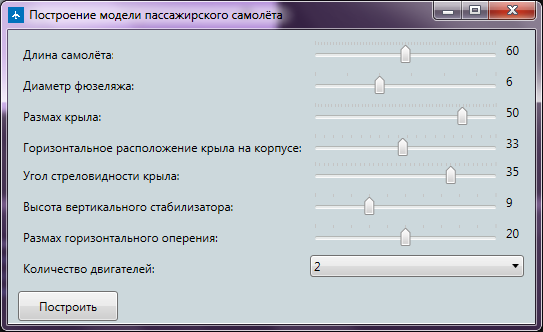 Построение модели пассажирского самолёта
Длина самолёта: 60
Диаметр фюзеляжа: 6
Размах крыла: 50
Горизонтальное расположение крыла на корпусе: 33
Угол стреловидности крыла: 35
Высота вертикального стабилизатора: 9
Размах горизонтального оперения: 20
Количество двигателей: 2
Построить